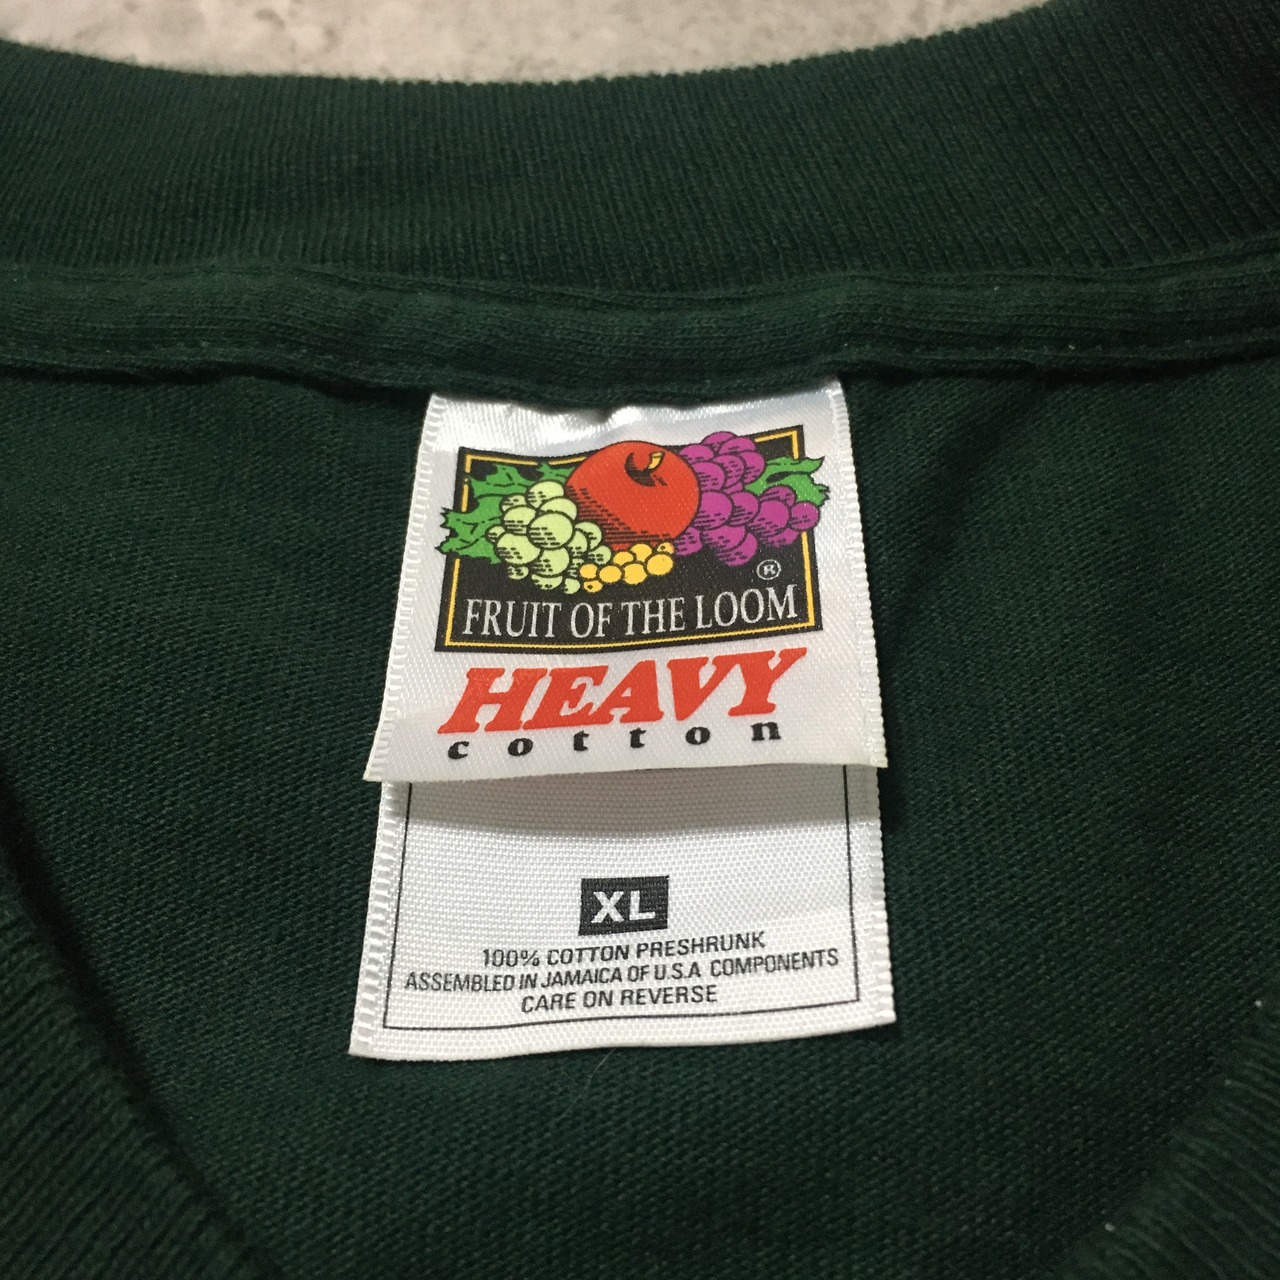 ®
FRUIT OF THE LOOM
HEAVY
cotton
XL
100% COTTON PRESHRUNK
ASSEMBLED IN JAMAICA OF U.S.A COMPONENTS
CARE ON REVERSE